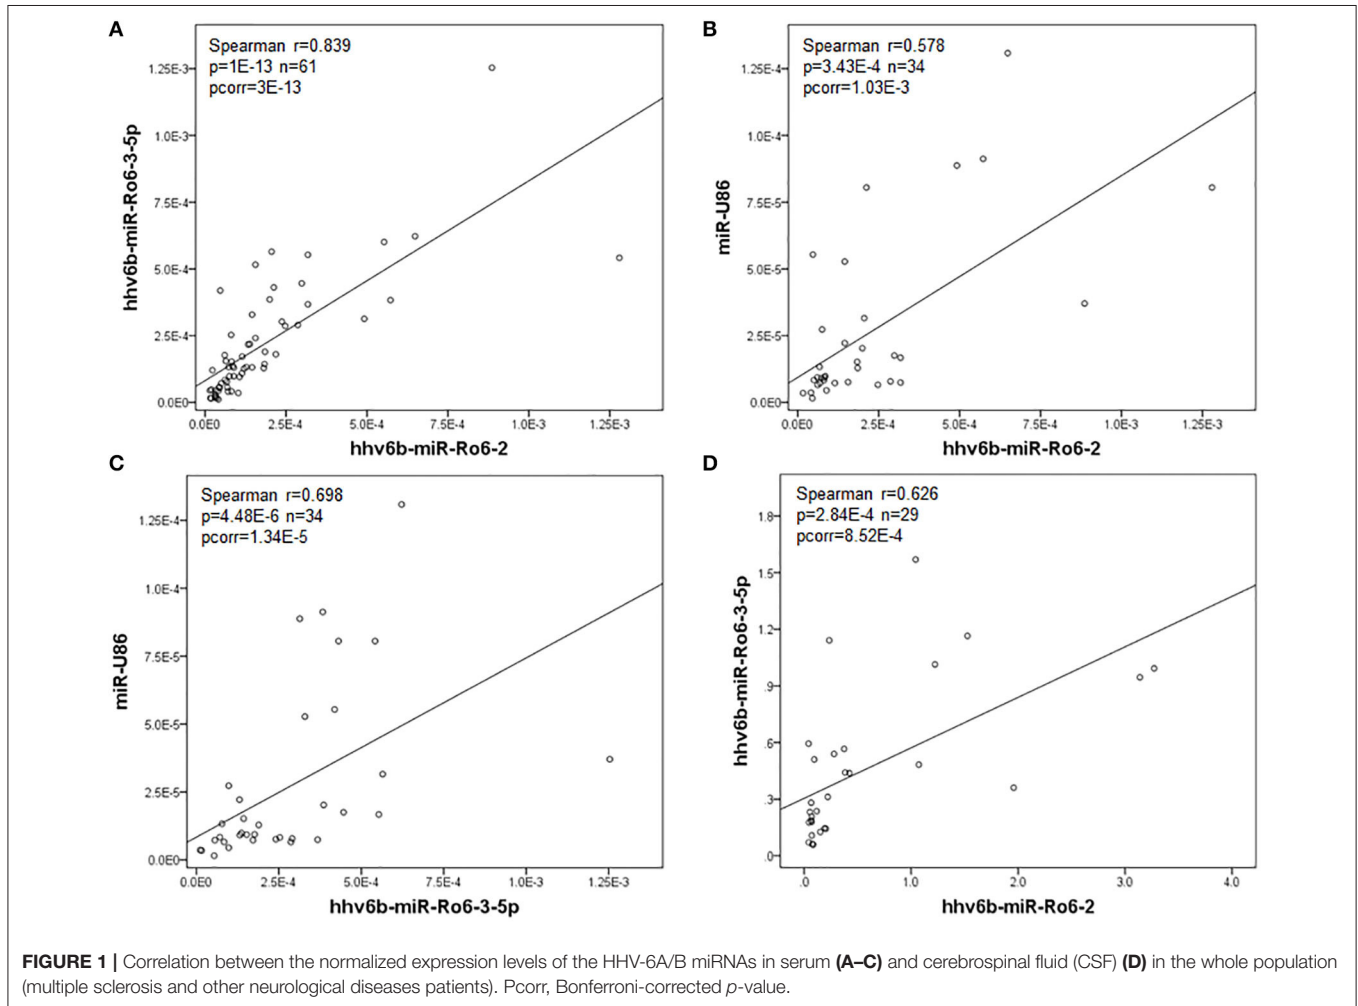 A
Spearman r=0.839
p=1E-13 n=61
pcorr=3E-13
hhv6b-miR-Ro6-3-5p
1.25E-3
1.0E-3
7.5E-4
5.0E-4
2.5E-4
0.0E0
0.0E0 2.5E-4 5.0E-4 7.5E-4 1.0E-3 1.25E-3
hhv6b-miR-Ro6-2
B
Spearman r=0.578
p=3.43E-4 n=34
pcorr=1.03E-3
miR-U86
1.25E-4
1.0E-4
7.5E-5
5.0E-5
2.5E-5
0.0E0
0.0E0 2.5E-4 5.0E-4 7.5E-4 1.0E-3 1.25E-3
hhv6b-miR-Ro6-2
C
Spearman r=0.698
p=4.48E-6 n=34
pcorr=1.34E-5
miR-U86
1.25E-4
1.0E-4
7.5E-5
5.0E-5
2.5E-5
0.0E0
0.0E0 2.5E-4 5.0E-4 7.5E-4 1.0E-3 1.25E-3
hhv6b-miR-Ro6-3-5p
D
Spearman r=0.626
p=2.84E-4 n=29
pcorr=8.52E-4
hhv6b-miR-Ro6-3-5p
1.8
1.5
1.2
.9
.6
.3
.0
.0 1.0 2.0 3.0 4.0
hhv6b-miR-Ro6-2
FIGURE 1 | Correlation between the normalized expression levels of the HHV-6A/B miRNAs in serum (A–C) and cerebrospinal fluid (CSF) (D) in the whole population
(multiple sclerosis and other neurological diseases patients). Pcorr, Bonferroni-corrected p-value.